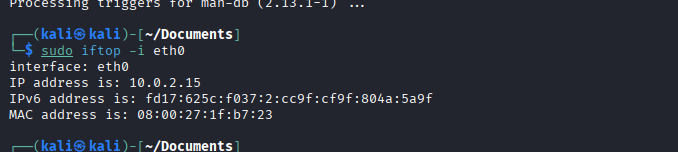 Processing triggers for man-db (2.13.1-1) ...
┌──(kali㉿kali)-[~/Documents]
└─$ sudo iftop -i eth0
interface: eth0
IP address is: 10.0.2.15
IPv6 address is: fd17:625c:f037:2:cc9f:cf9f:804a:5a9f
MAC address is: 08:00:27:1f:b7:23
┌──(kali㉿kali)-[~/Documents]